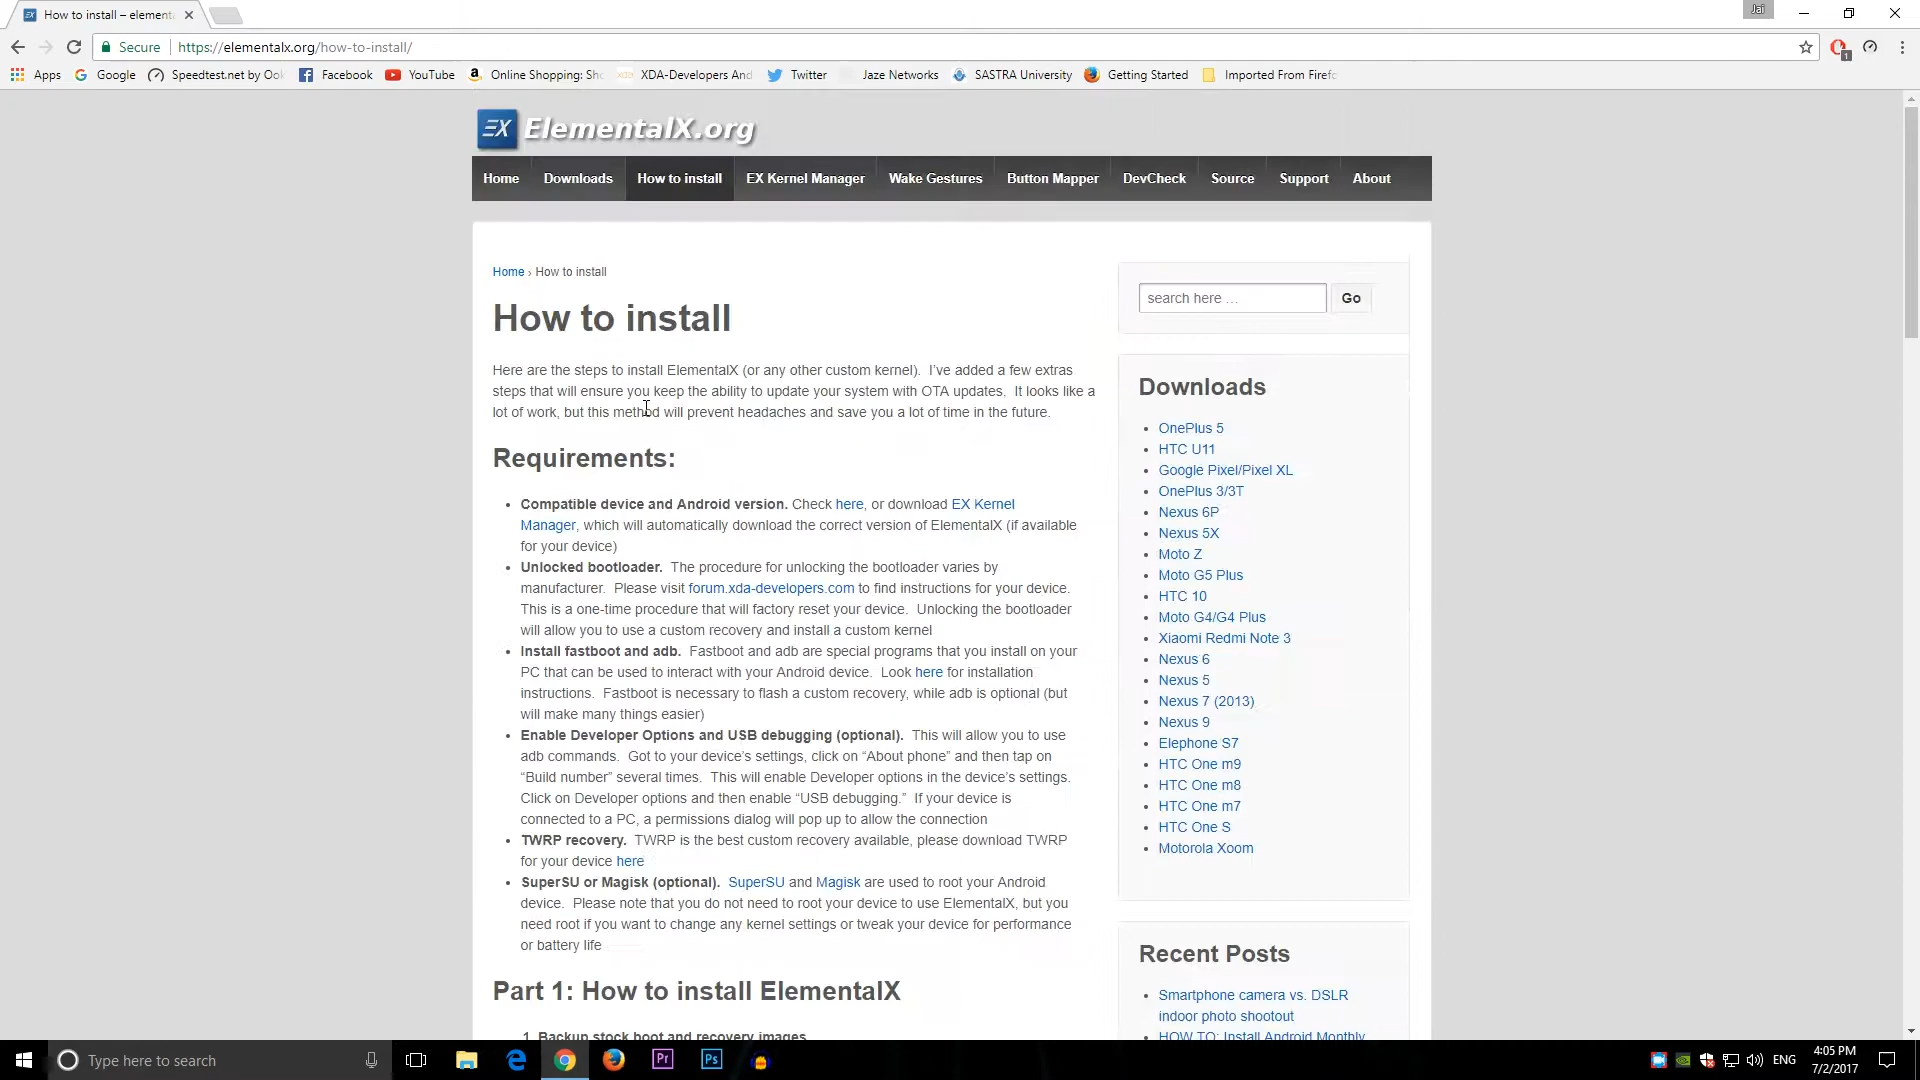 How to install – element
Jai
Secure
https://elementalx.org/how-to-install/
1
Apps
Google
Speedtest.net by Ook
Facebook
YouTube
Online Shopping: Sho
XDA-Developers And
Twitter
Jaze Networks
SASTRA University
Getting Started
Imported From Firefo
EX ElementalX.org
Home
Downloads
How to install
EX Kernel Manager
Wake Gestures
Button Mapper
DevCheck
Source
Support
About
Home › How to install
How to install
Here are the steps to install ElementalX (or any other custom kernel). I've added a few extras
steps that will ensure you keep the ability to update your system with OTA updates. It looks like a
lot of work, but this method will prevent headaches and save you a lot of time in the future.
Requirements:
• Compatible device and Android version. Check here, or download EX Kernel
Manager, which will automatically download the correct version of ElementalX (if available
for your device)
• Unlocked bootloader. The procedure for unlocking the bootloader varies by
manufacturer. Please visit forum.xda-developers.com to find instructions for your device.
This is a one-time procedure that will factory reset your device. Unlocking the bootloader
will allow you to use a custom recovery and install a custom kernel
• Install fastboot and adb. Fastboot and adb are special programs that you install on your
PC that can be used to interact with your Android device. Look here for installation
instructions. Fastboot is necessary to flash a custom recovery, while adb is optional (but
will make many things easier)
• Enable Developer Options and USB debugging (optional). This will allow you to use
adb commands. Got to your device's settings, click on “About phone” and then tap on
“Build number” several times. This will enable Developer options in the device's settings.
Click on Developer options and then enable “USB debugging.” If your device is
connected to a PC, a permissions dialog will pop up to allow the connection
• TWRP recovery. TWRP is the best custom recovery available, please download TWRP
for your device here
• SuperSU or Magisk (optional). SuperSU and Magisk are used to root your Android
device. Please note that you do not need to root your device to use ElementalX, but you
need root if you want to change any kernel settings or tweak your device for performance
or battery life
Part 1: How to install ElementalX
1. Backup stock boot and recovery images
search here …
Go
Downloads
• OnePlus 5
• HTC U11
• Google Pixel/Pixel XL
• OnePlus 3/3T
• Nexus 6P
• Nexus 5X
• Moto Z
• Moto G5 Plus
• HTC 10
• Moto G4/G4 Plus
• Xiaomi Redmi Note 3
• Nexus 6
• Nexus 5
• Nexus 7 (2013)
• Nexus 9
• Elephone S7
• HTC One m9
• HTC One m8
• HTC One m7
• HTC One S
• Motorola Xoom
Recent Posts
• Smartphone camera vs. DSLR
indoor photo shootout
• HOW TO: Install Android Monthly
Type here to search
Pr
Ps
ENG
4:05 PM
7/2/2017